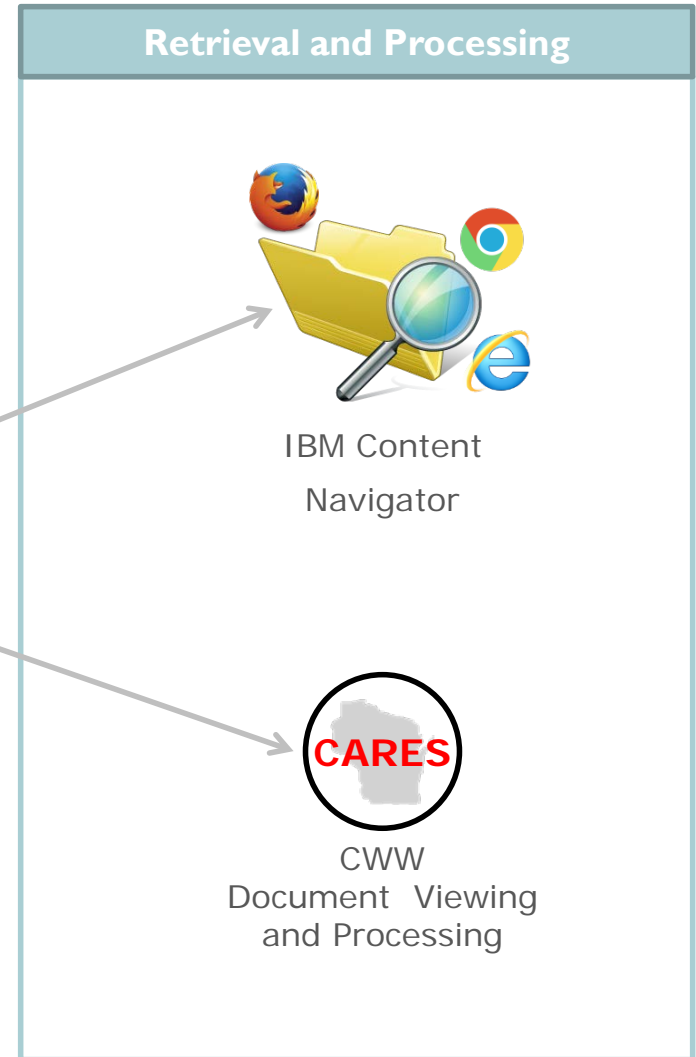 Retrieval and Processing
IBM Content
Navigator
CARES
CWW
Document Viewing
and Processing